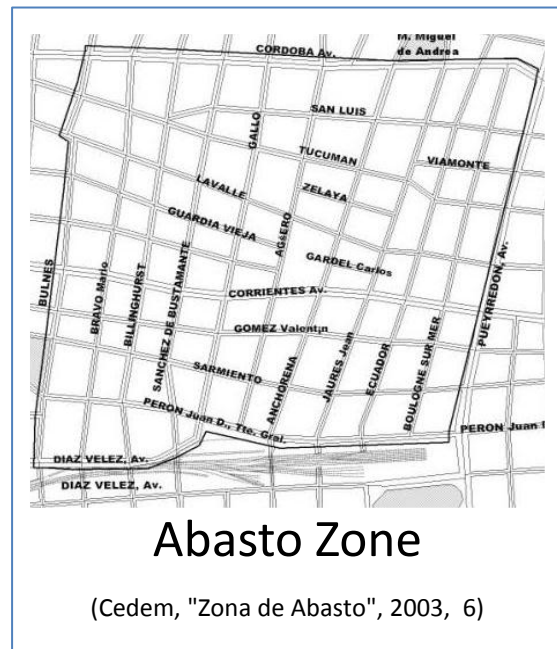 M. Miguel
de Andrea
CORDOBA Av.
SAN LUIS
GALLO
TUCUMAN
VIAMONTE
LAVALLE
ZELAYA
GUARDIA VIEJA
AGÜERO
GARDEL Carlos
BULNES
BRAVO Mario
BILLINGHURST
SANCHEZ DE BUSTAMANTE
CORRIENTES Av.
PUEYRREDON, Av.
GOMEZ Valentin
SARMIENTO
ANCHORENA
JAURES Jean
ECUADOR
BOULOGNE SUR MER
PERON Juan D., Tte. Gral.
PERON Juan
DIAZ VELEZ, Av.
DIAZ VELEZ, Av.
Abasto Zone
(Cedem, "Zona de Abasto", 2003, 6)